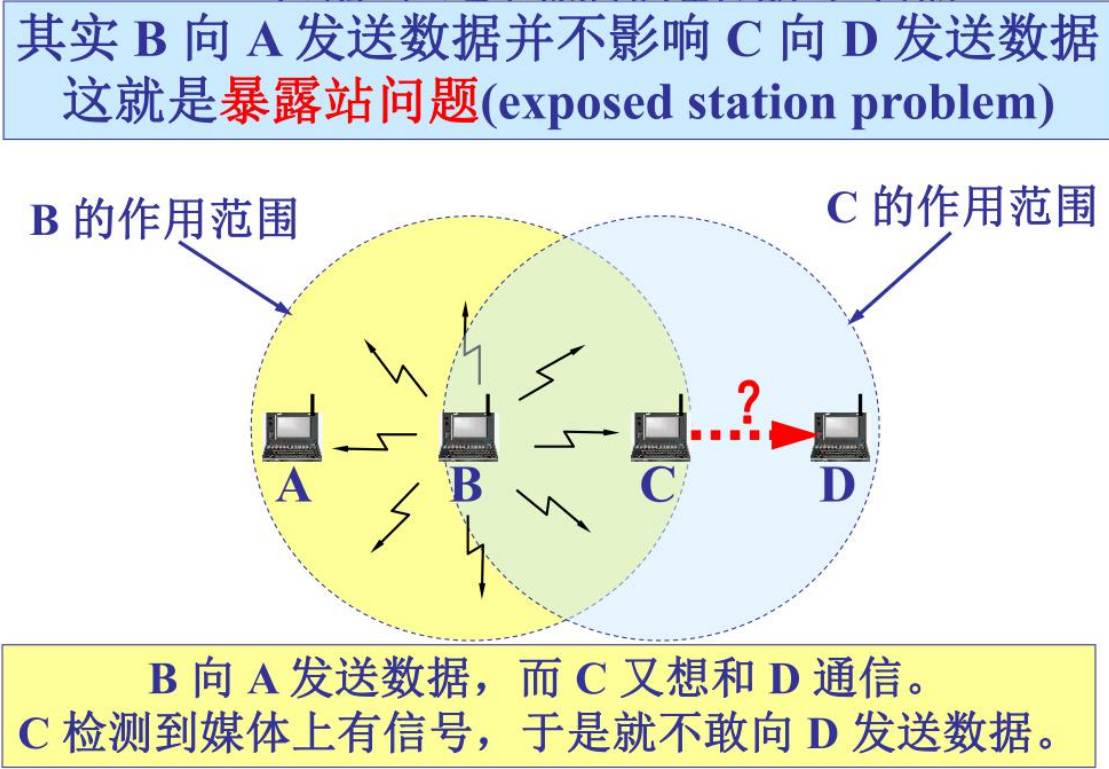 其实 B 向 A 发送数据并不影响 C 向 D 发送数据
这就是暴露站问题(exposed station problem)
B 的作用范围
C 的作用范围
?
A
B
C
D
B 向 A 发送数据，而 C 又想和 D 通信。
C 检测到媒体上有信号，于是就不敢向 D 发送数据。